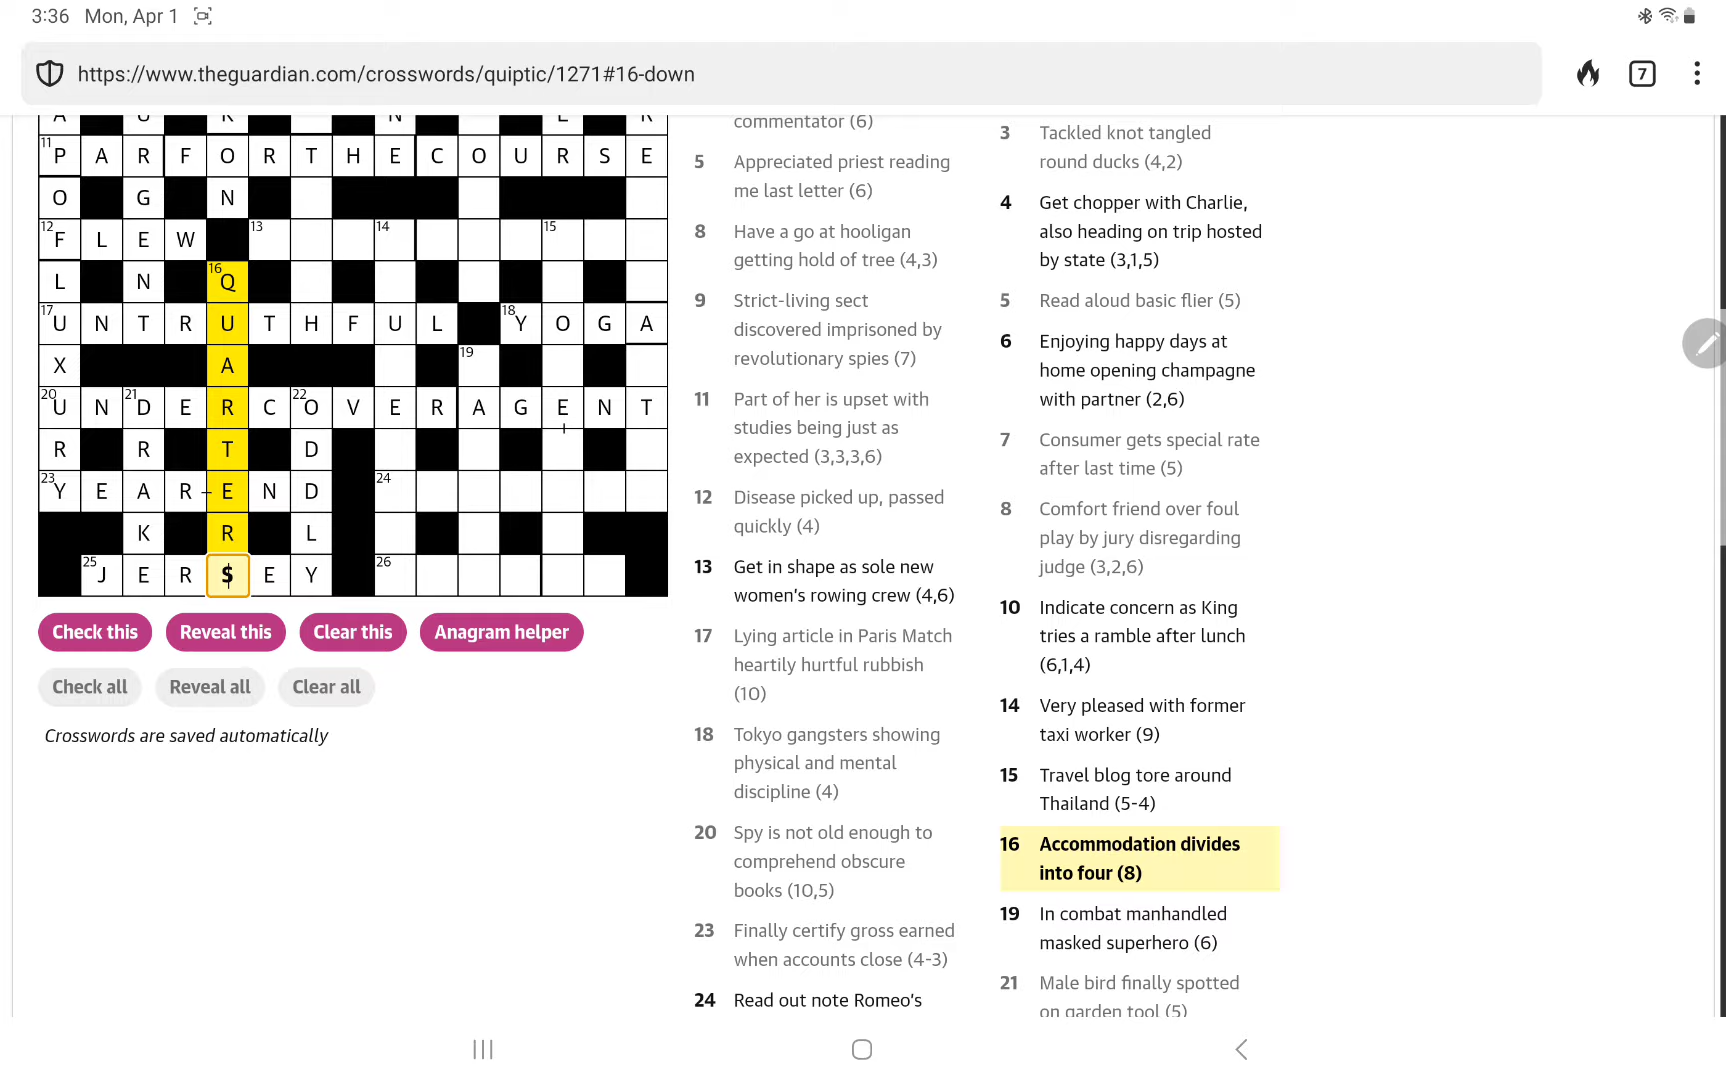 3:36 Mon, Apr 1
https://www.theguardian.com/crosswords/quiptic/1271#16-down
7
A U K N E R
11 P A R F O R T H E C O U R S E
O G N
12 F L E W 13 14 15
L N 16 Q
17 U N T R U T H F U L 18 Y O G A
X A 19
20 U N 21 D E R C 22 O V E R A G E N T
R R T D
23 Y E A R - E N D 24
K R L
25 J E R S E Y 26
Check this Reveal this Clear this Anagram helper
Check all Reveal all Clear all
Crosswords are saved automatically
commentator (6)
5 Appreciated priest reading
me last letter (6)
8 Have a go at hooligan
getting hold of tree (4,3)
9 Strict-living sect
discovered imprisoned by
revolutionary spies (7)
11 Part of her is upset with
studies being just as
expected (3,3,3,6)
12 Disease picked up, passed
quickly (4)
13 Get in shape as sole new
women's rowing crew (4,6)
17 Lying article in Paris Match
heartily hurtful rubbish
(10)
18 Tokyo gangsters showing
physical and mental
discipline (4)
20 Spy is not old enough to
comprehend obscure
books (10,5)
23 Finally certify gross earned
when accounts close (4-3)
24 Read out note Romeo's
3 Tackled knot tangled
round ducks (4,2)
4 Get chopper with Charlie,
also heading on trip hosted
by state (3,1,5)
5 Read aloud basic flier (5)
6 Enjoying happy days at
home opening champagne
with partner (2,6)
7 Consumer gets special rate
after last time (5)
8 Comfort friend over foul
play by jury disregarding
judge (3,2,6)
10 Indicate concern as King
tries a ramble after lunch
(6,1,4)
14 Very pleased with former
taxi worker (9)
15 Travel blog tore around
Thailand (5-4)
16 Accommodation divides
into four (8)
19 In combat manhandled
masked superhero (6)
21 Male bird finally spotted
on garden tool (5)